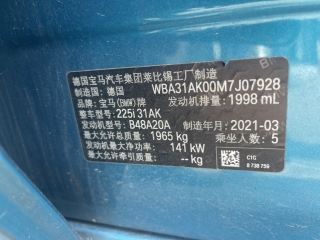 德国宝马汽车集团莱比锡工厂制造
制造国：德国 WBA31AK00M7J07928
品牌：宝马(BMW)牌 发动机排量：1998 mL
整车型号：225i 31AK
发动机型号：B48A20A 制造年月：2021-03
最大允许总质量：1965 kg 乘坐人数：5
发动机最大净功率：141 kW
最大允许牵引质量：-- kg
CTG
8 738 759